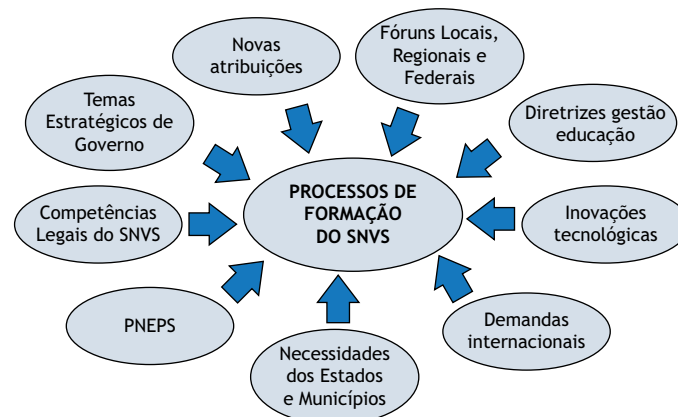 Novas
atribuições
Fóruns Locais,
Regionais e
Federais
Temas
Estratégicos de
Governo
Diretrizes gestão
educação
PROCESSOS DE
FORMAÇÃO
DO SNVS
Competências
Legais do SNVS
Inovações
tecnológicas
PNEPS
Necessidades
dos Estados
e Municípios
Demandas
internacionais